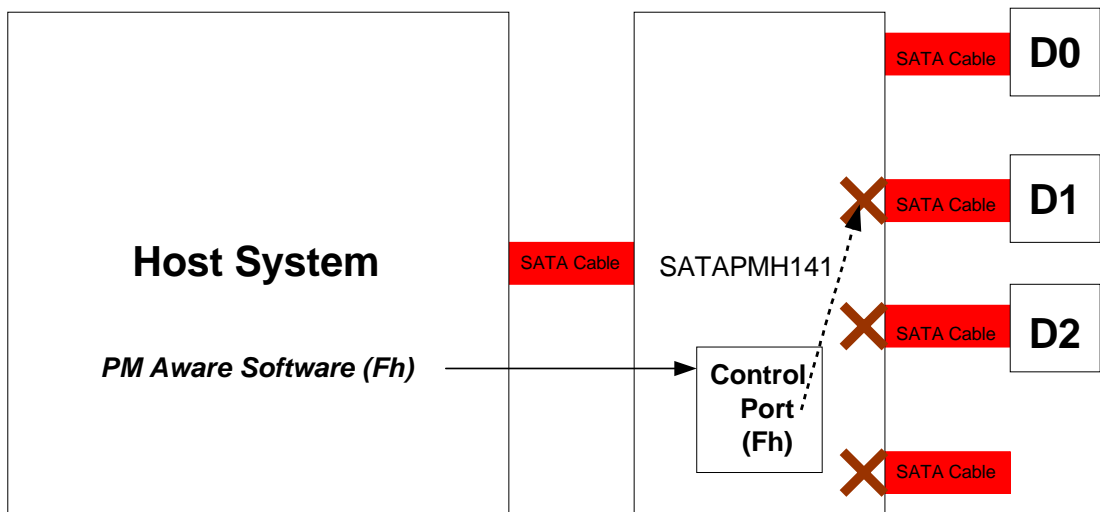 SATA Cable
D0
SATA Cable
D1
Host System
SATA Cable
SATAPMH141
SATA Cable
D2
PM Aware Software (Fh)
Control
Port
(Fh)
SATA Cable